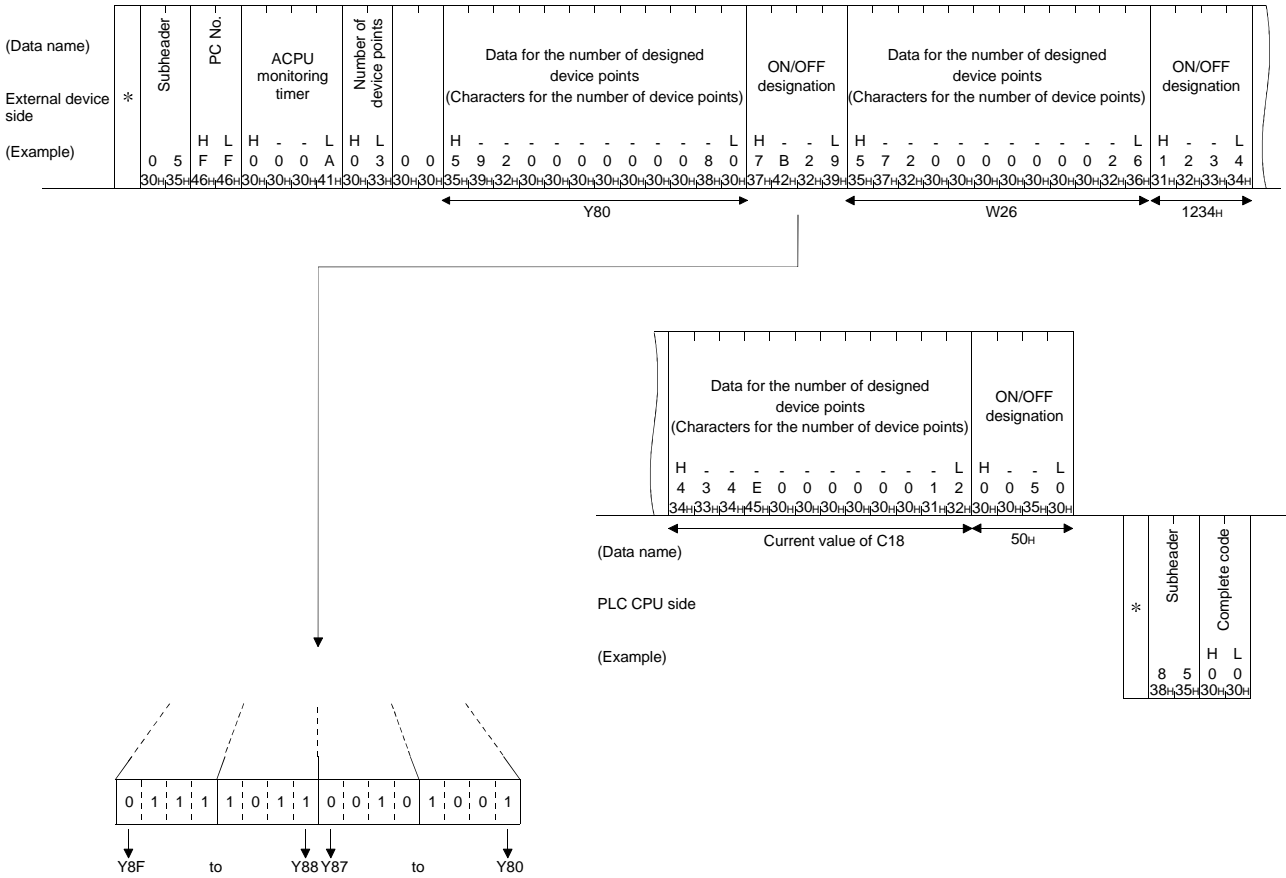 (Data name)
External device side
(Example)
*
Subheader
0 5
30H 35H
PC No.
H L
F F
46H 46H
ACPU monitoring timer
H - - L
0 0 0 A
30H 30H 30H 41H
Number of device points
H L
0 3
30H 33H
0 0
30H 30H
Data for the number of designed
device points
(Characters for the number of device points)
H - - - - - - - - - - L
5 9 2 0 0 0 0 0 0 0 8 0
35H 39H 32H 30H 30H 30H 30H 30H 30H 30H 38H 30H
Y80
ON/OFF
designation
H - - L
7 B 2 9
37H 42H 32H 39H
Data for the number of designed
device points
(Characters for the number of device points)
H - - - - - - - - - - L
5 7 2 0 0 0 0 0 0 0 2 6
35H 37H 32H 30H 30H 30H 30H 30H 30H 30H 32H 36H
W26
ON/OFF
designation
H - - L
1 2 3 4
31H 32H 33H 34H
1234H
Data for the number of designed
device points
(Characters for the number of device points)
H - - - - - - - - - - L
4 3 4 E 0 0 0 0 0 0 1 2
34H 33H 34H 45H 30H 30H 30H 30H 30H 30H 31H 32H
Current value of C18
ON/OFF
designation
H - - L
0 0 5 0
30H 30H 35H 30H
50H
(Data name)
PLC CPU side
(Example)
*
Subheader
8 5
38H 35H
Complete code
H L
0 0
30H 30H
0 1 1 1 1 0 1 1 0 0 1 0 1 0 0 1
Y8F to Y88 Y87 to Y80